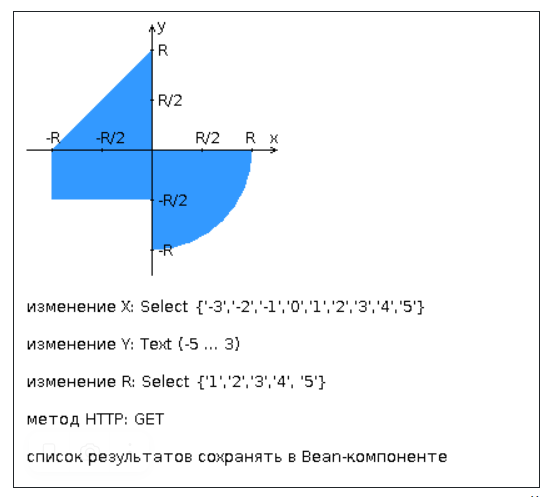 y
R
R/2
-R -R/2 R/2 R x
-R/2
-R
изменение X: Select {'-3','-2','-1','0','1','2','3','4','5'}
изменение Y: Text (-5 ... 3)
изменение R: Select {'1','2','3','4', '5'}
метод HTTP: GET
список результатов сохранять в Bean-компоненте